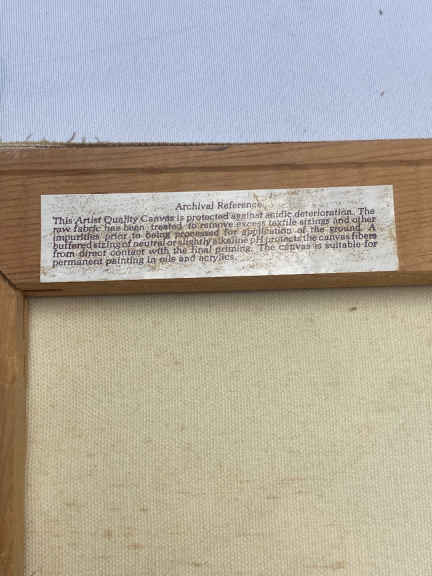 Archival Reference
This Artist Quality Canvas is protected against acidic deterioration. The
raw fabric has been treated to remove excess textile sizings and other
impurities prior to being processed for application of the ground. A
buffered sizing of neutral or slightly alkaline pH protects the canvas fibers
from direct contact with the final priming. The canvas is suitable for
permanent painting in oils and acrylics.